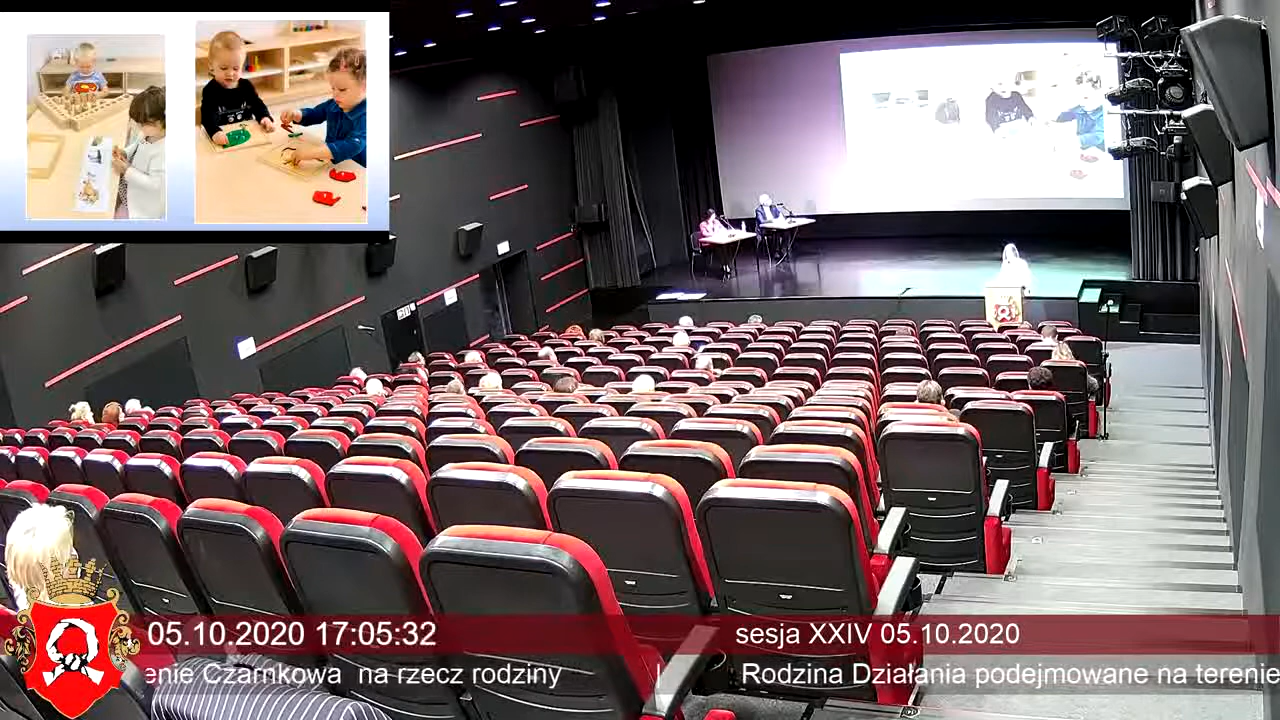 05.10.2020 17:05:32
sesja XXIV 05.10.2020
enie Czarnkowa na rzecz rodziny | Rodzina Działania podejmowane na terenie